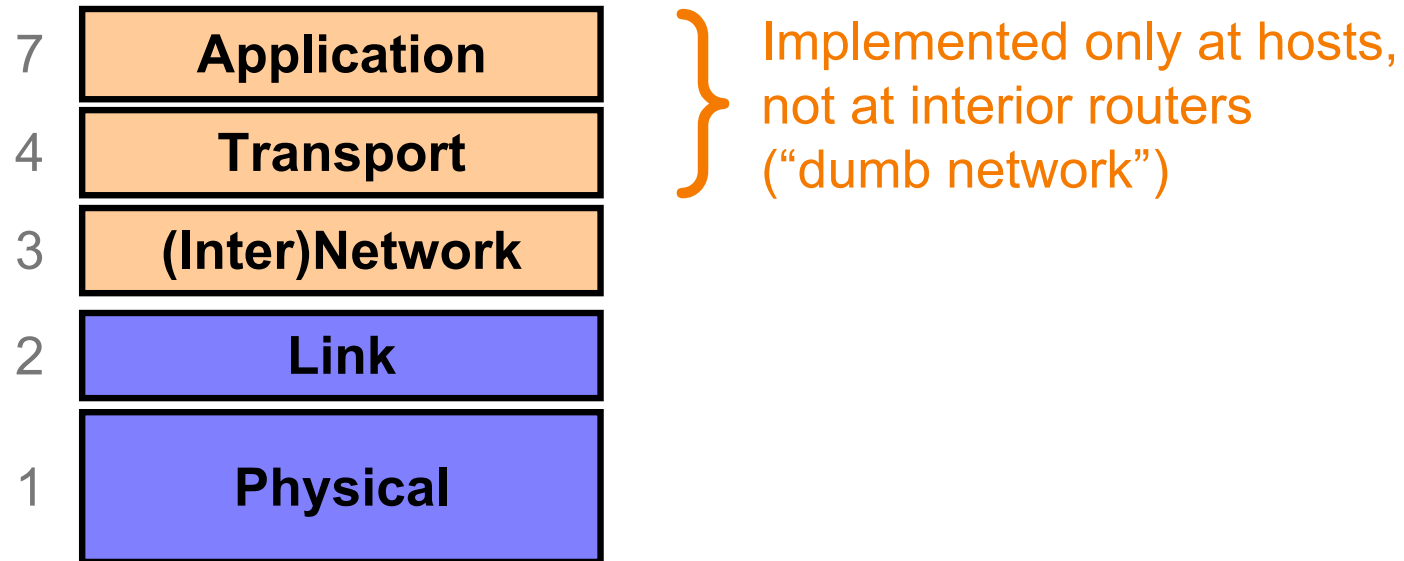 7 Application
4 Transport
3 (Inter)Network
2 Link
1 Physical
Implemented only at hosts,
not at interior routers
(“dumb network”)